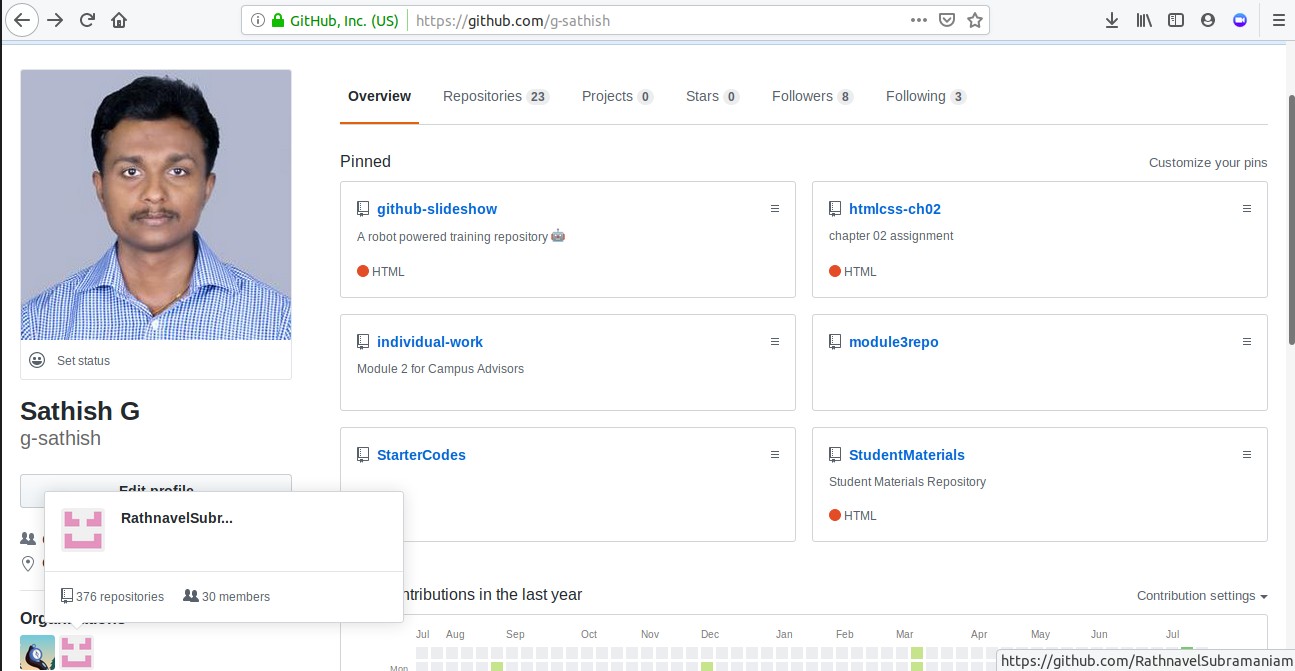 GitHub, Inc. (US) https://github.com/g-sathish
Overview Repositories 23 Projects 0 Stars 0 Followers 8 Following 3
Pinned Customize your pins
github-slideshow
A robot powered training repository 🤖
HTML
htmlcss-ch02
chapter 02 assignment
HTML
individual-work
Module 2 for Campus Advisors
module3repo
StarterCodes
StudentMaterials
Student Materials Repository
HTML
Set status
Sathish G
g-sathish
Edit profile
RathnavelSubr...
376 repositories 30 members
ntributions in the last year Contribution settings
Jul Aug Sep Oct Nov Dec Jan Feb Mar Apr May Jun Jul
Mon
https://github.com/RathnavelSubramaniam